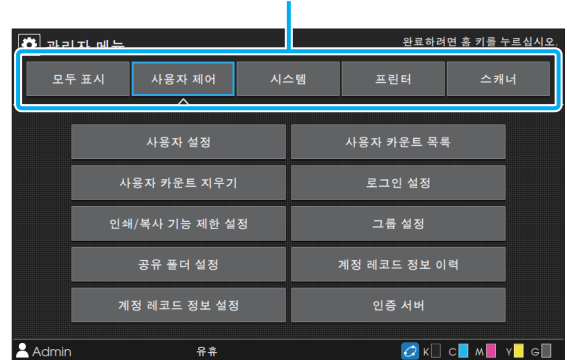 관리자 메뉴
완료하려면 홈 키를 누르십시오.
모두 표시 사용자 제어 시스템 프린터 스캐너
사용자 설정 사용자 카운트 목록
사용자 카운트 지우기 로그인 설정
인쇄/복사 기능 제한 설정 그룹 설정
공유 폴더 설정 계정 레코드 정보 이력
계정 레코드 정보 설정 인증 서버
Admin 유휴 K C M Y G